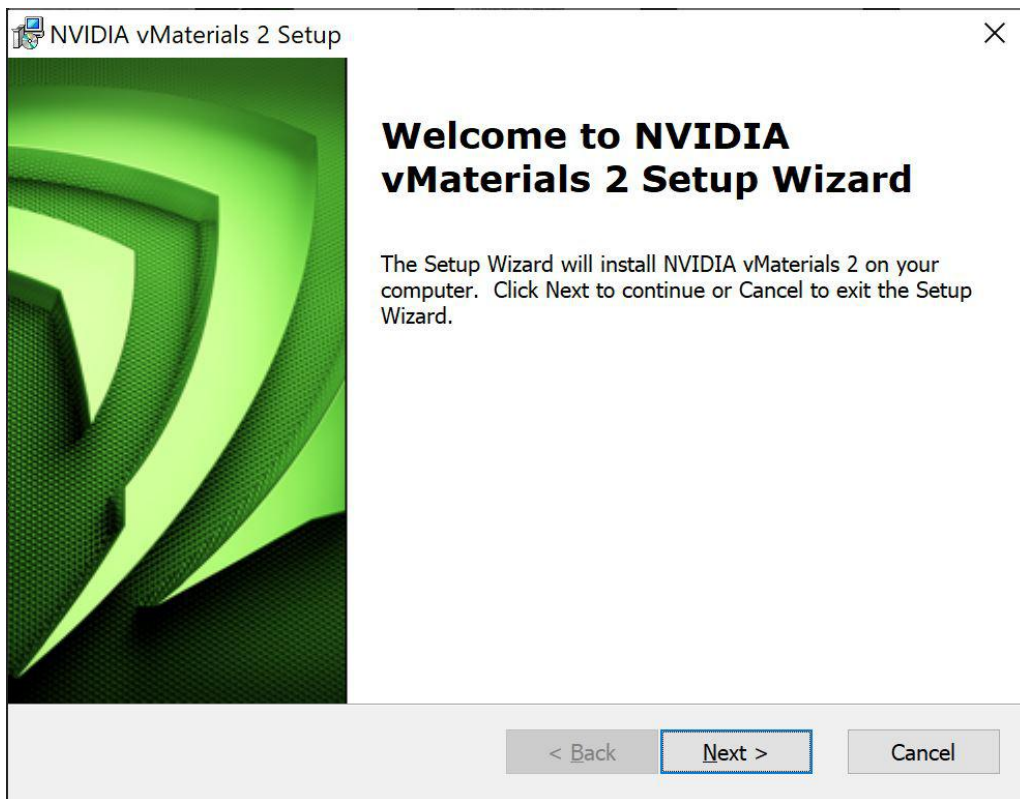 NVIDIA vMaterials 2 Setup
Welcome to NVIDIA
vMaterials 2 Setup Wizard
The Setup Wizard will install NVIDIA vMaterials 2 on your
computer.  Click Next to continue or Cancel to exit the Setup
Wizard.
< Back
Next >
Cancel